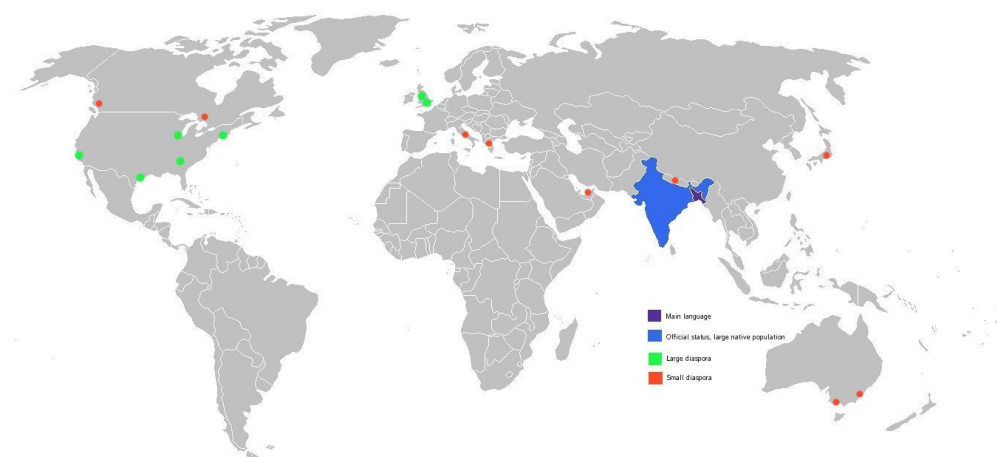 Main language
Official status, large native population
Large diaspora
Small diaspora